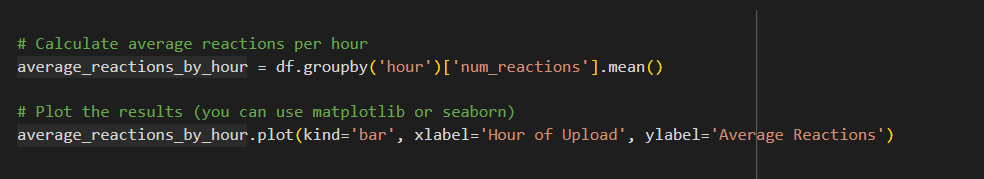 # Calculate average reactions per hour
average_reactions_by_hour = df.groupby('hour')['num_reactions'].mean()
# Plot the results (you can use matplotlib or seaborn)
average_reactions_by_hour.plot(kind='bar', xlabel='Hour of Upload', ylabel='Average Reactions')